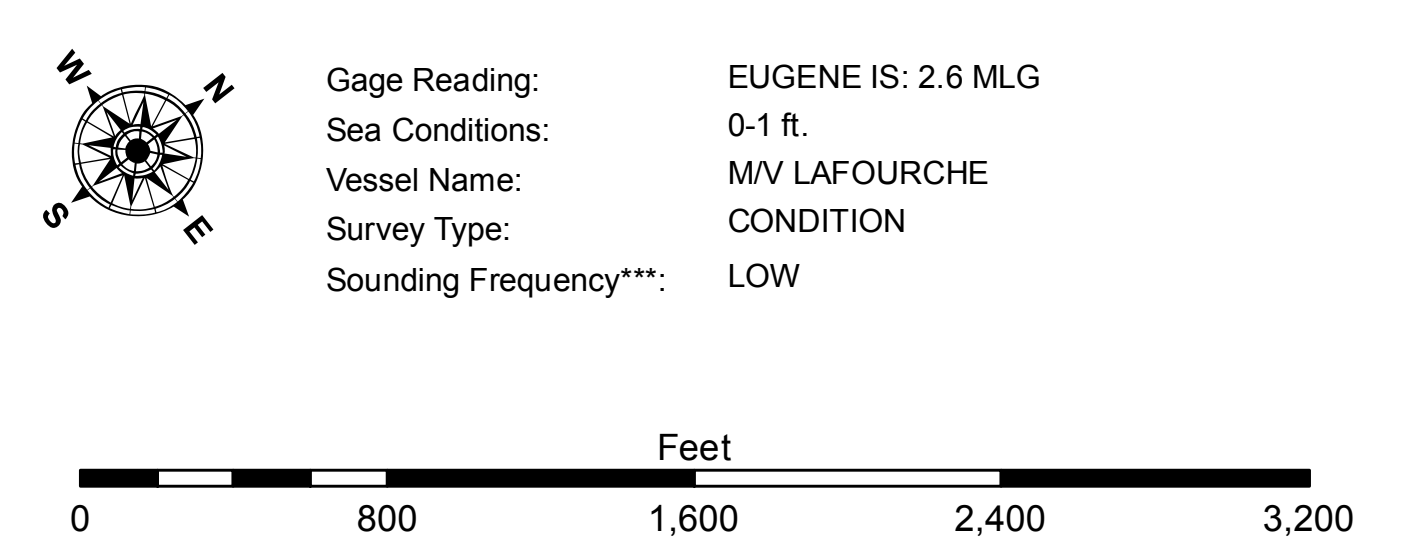 W
N
S
E
Gage Reading: EUGENE IS: 2.6 MLG
Sea Conditions: 0-1 ft.
Vessel Name: M/V LAFOURCHE
Survey Type: CONDITION
Sounding Frequency***: LOW
Feet
0 800 1,600 2,400 3,200